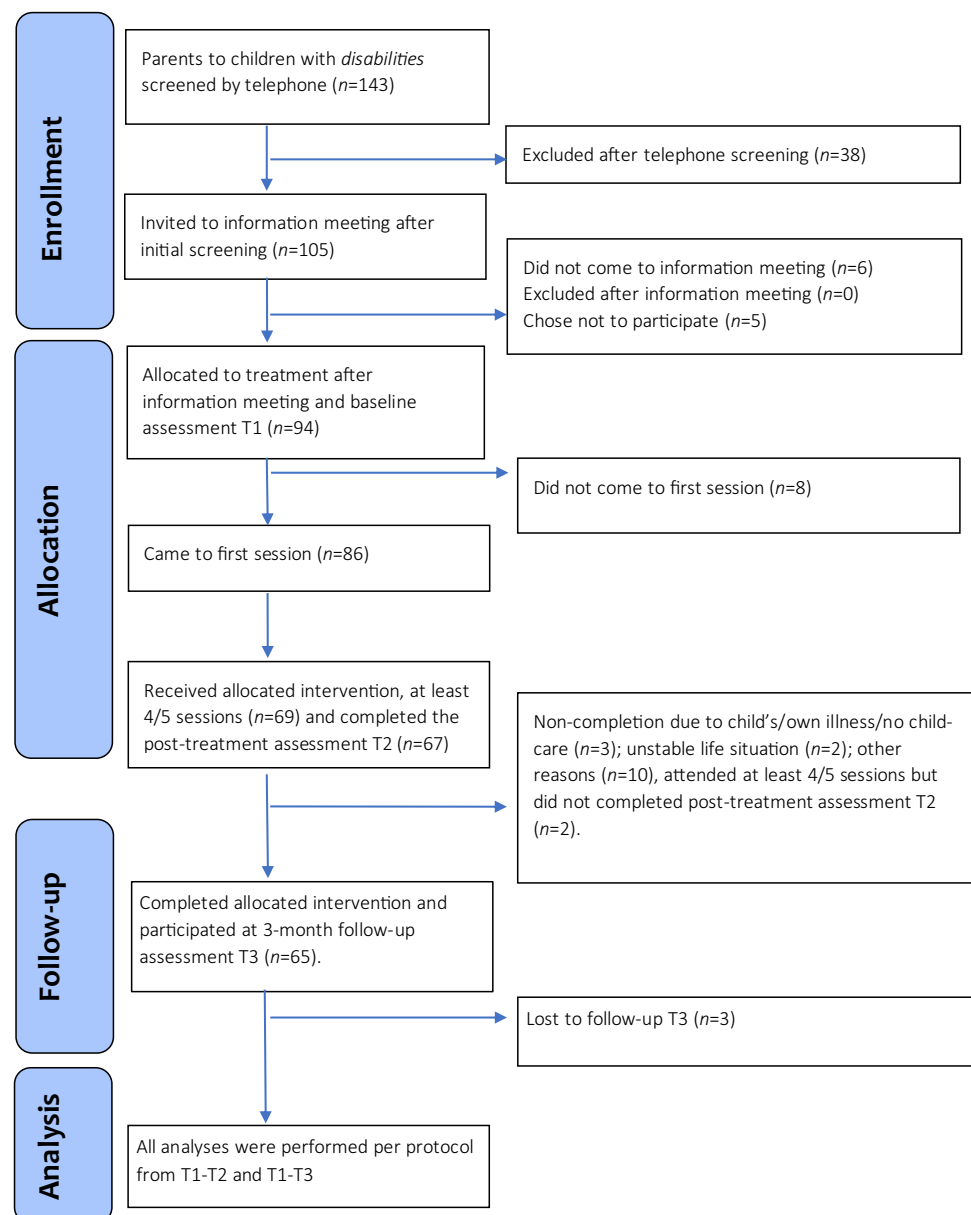 Enrollment
Parents to children with disabilities
screened by telephone (n=143)
Excluded after telephone screening (n=38)
Invited to information meeting after
initial screening (n=105)
Did not come to information meeting (n=6)
Excluded after information meeting (n=0)
Chose not to participate (n=5)
Allocation
Allocated to treatment after
information meeting and baseline
assessment T1 (n=94)
Did not come to first session (n=8)
Came to first session (n=86)
Received allocated intervention, at least
4/5 sessions (n=69) and completed the
post-treatment assessment T2 (n=67)
Non-completion due to child’s/own illness/no child-
care (n=3); unstable life situation (n=2); other
reasons (n=10), attended at least 4/5 sessions but
did not completed post-treatment assessment T2
(n=2).
Follow-up
Completed allocated intervention and
participated at 3-month follow-up
assessment T3 (n=65).
Lost to follow-up T3 (n=3)
Analysis
All analyses were performed per protocol
from T1-T2 and T1-T3